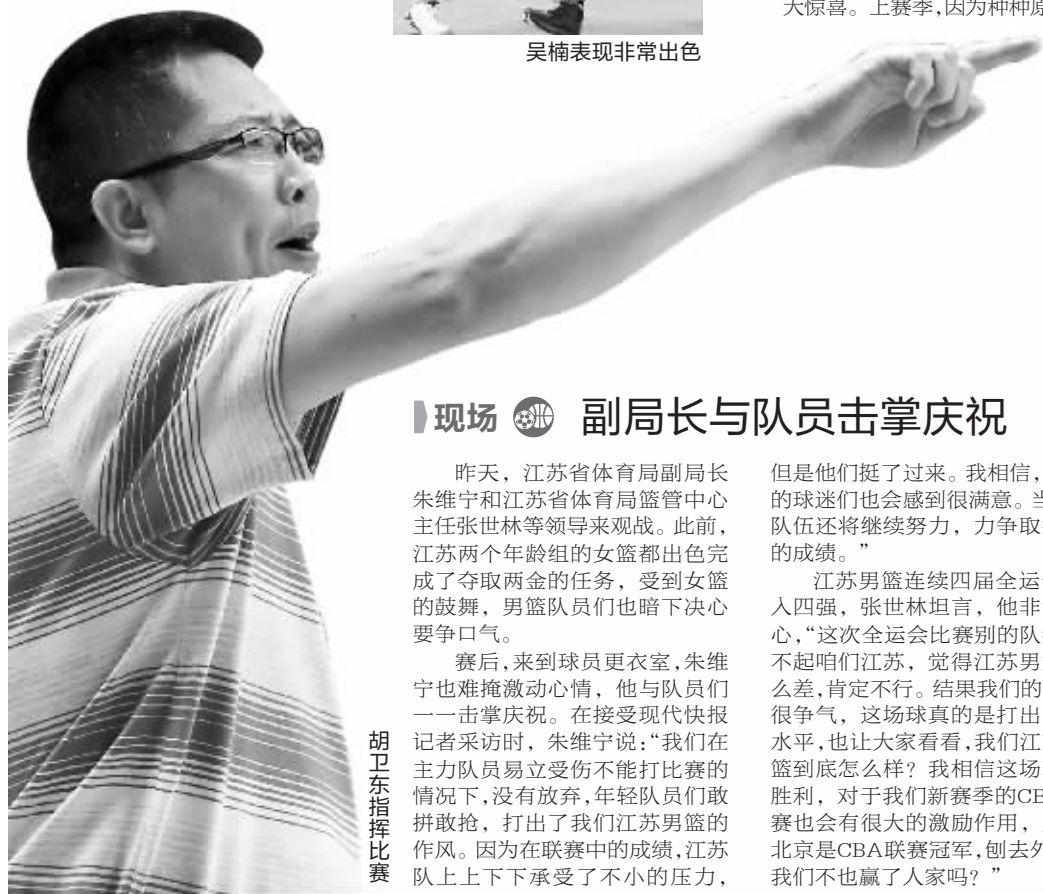 大惊喜。上赛季,因为种种原
吴楠表现非常出色
胡卫东指挥比赛
现场 副局长与队员击掌庆祝
昨天，江苏省体育局副局长
朱维宁和江苏省体育局篮管中心
主任张世林等领导来观战。此前，
江苏两个年龄组的女篮都出色完
成了夺取两金的任务，受到女篮
的鼓舞，男篮队员们也暗下决心
要争口气。
赛后,来到球员更衣室,朱维
宁也难掩激动心情，他与队员们
一一击掌庆祝。在接受现代快报
记者采访时，朱维宁说:“我们在
主力队员易立受伤不能打比赛的
情况下,没有放弃,年轻队员们敢
拼敢抢，打出了我们江苏男篮的
作风。因为在联赛中的成绩,江苏
队上上下下承受了不小的压力，
但是他们挺了过来。我相信，
的球迷们也会感到很满意。当
队伍还将继续努力，力争取
的成绩。”
江苏男篮连续四届全运
入四强，张世林坦言，他非
心,“这次全运会比赛别的队
不起咱们江苏，觉得江苏男
么差,肯定不行。结果我们的
很争气，这场球真的是打出
水平,也让大家看看,我们江
篮到底怎么样？我相信这场
胜利，对于我们新赛季的CB
赛也会有很大的激励作用，
北京是CBA联赛冠军,刨去外
我们不也赢了人家吗？”